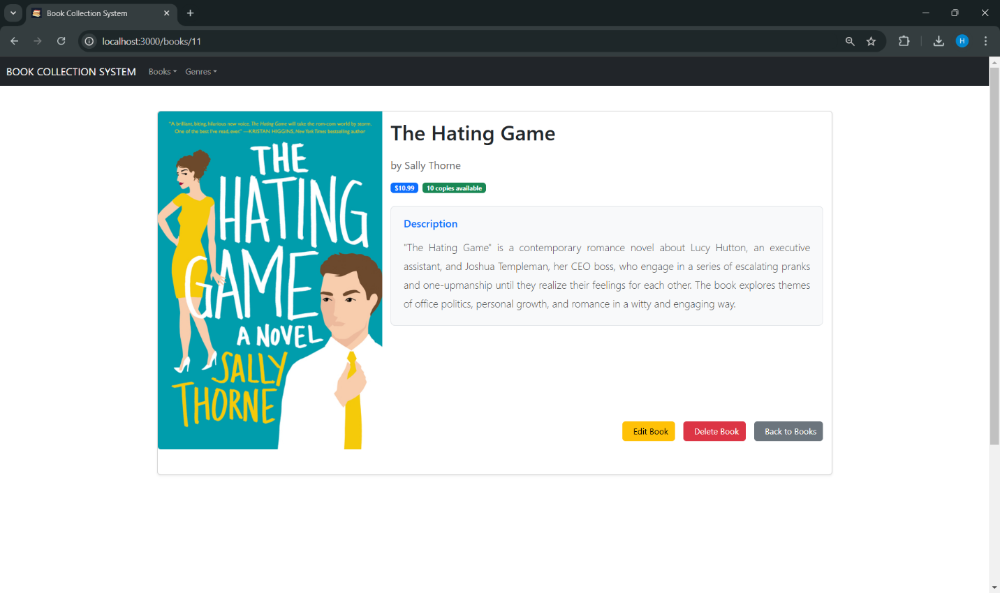 Book Collection System
localhost:3000/books/11
H
BOOK COLLECTION SYSTEM
Books
Genres
"A brilliant, biting, hilarious new voice. The Hating Game will take the rom-com world by storm.
One of the best I've read, ever." —KRISTAN HIGGINS, New York Times bestselling author
THE
HATING
GAME
A NOVEL
SALLY
THORNE
The Hating Game
by Sally Thorne
$10.99
10 copies available
Description
"The Hating Game" is a contemporary romance novel about Lucy Hutton, an executive
assistant, and Joshua Templeman, her CEO boss, who engage in a series of escalating pranks
and one-upmanship until they realize their feelings for each other. The book explores themes
of office politics, personal growth, and romance in a witty and engaging way.
Edit Book
Delete Book
Back to Books